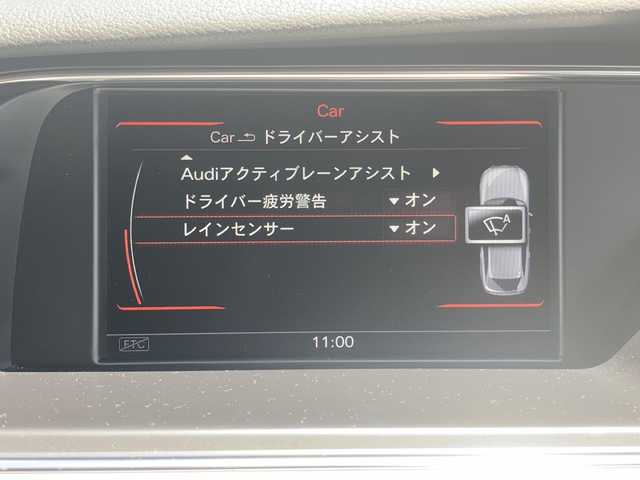 Car
Car ドライバーアシスト
Audiアクティブレーンアシスト
ドライバー疲労警告 オン
レインセンサー オン
A
ETC 11:00